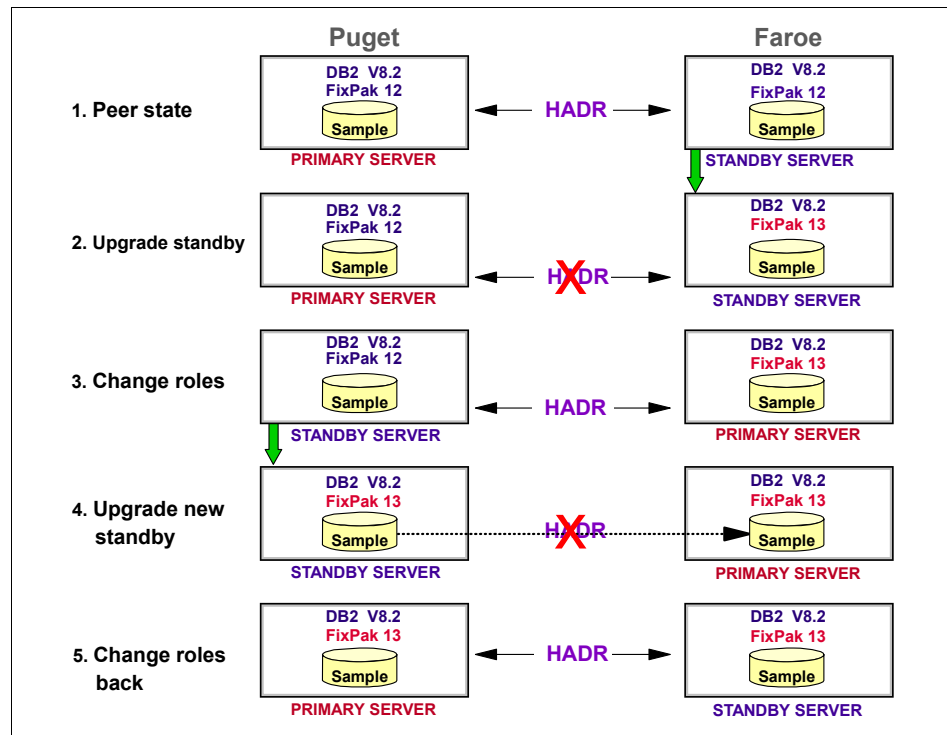 Puget Faroe
DB2 V8.2 DB2 V8.2
FixPak 12 FixPak 12
1. Peer state HADR
Sample Sample
PRIMARY SERVER STANDBY SERVER
DB2 V8.2 DB2 V8.2
FixPak 12 FixPak 13
2. Upgrade standby
Sample Sample
HADR
PRIMARY SERVER STANDBY SERVER
DB2 V8.2 DB2 V8.2
FixPak 12 FixPak 13
3. Change roles
Sample HADR Sample
STANDBY SERVER PRIMARY SERVER
DB2 V8.2 DB2 V8.2
FixPak 13 FixPak 13
4. Upgrade new
standby Sample HADR Sample
STANDBY SERVER PRIMARY SERVER
DB2 V8.2 DB2 V8.2
FixPak 13 FixPak 13
5. Change roles HADR
back Sample Sample
PRIMARY SERVER STANDBY SERVER